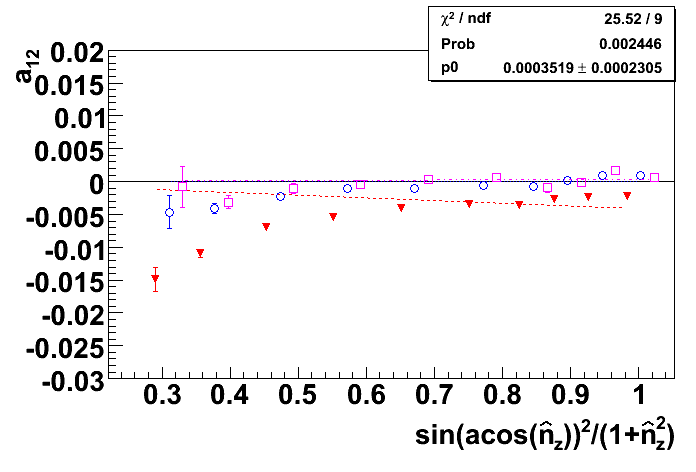 χ² / ndf 25.52 / 9
Prob 0.002446
p0 0.0003519 ± 0.0002305
a₁₂
0.02
0.015
0.01
0.005
0
-0.005
-0.01
-0.015
-0.02
-0.025
-0.03
0.3 0.4 0.5 0.6 0.7 0.8 0.9 1
sin(acos(n̂_z))²/(1+n̂_z²)